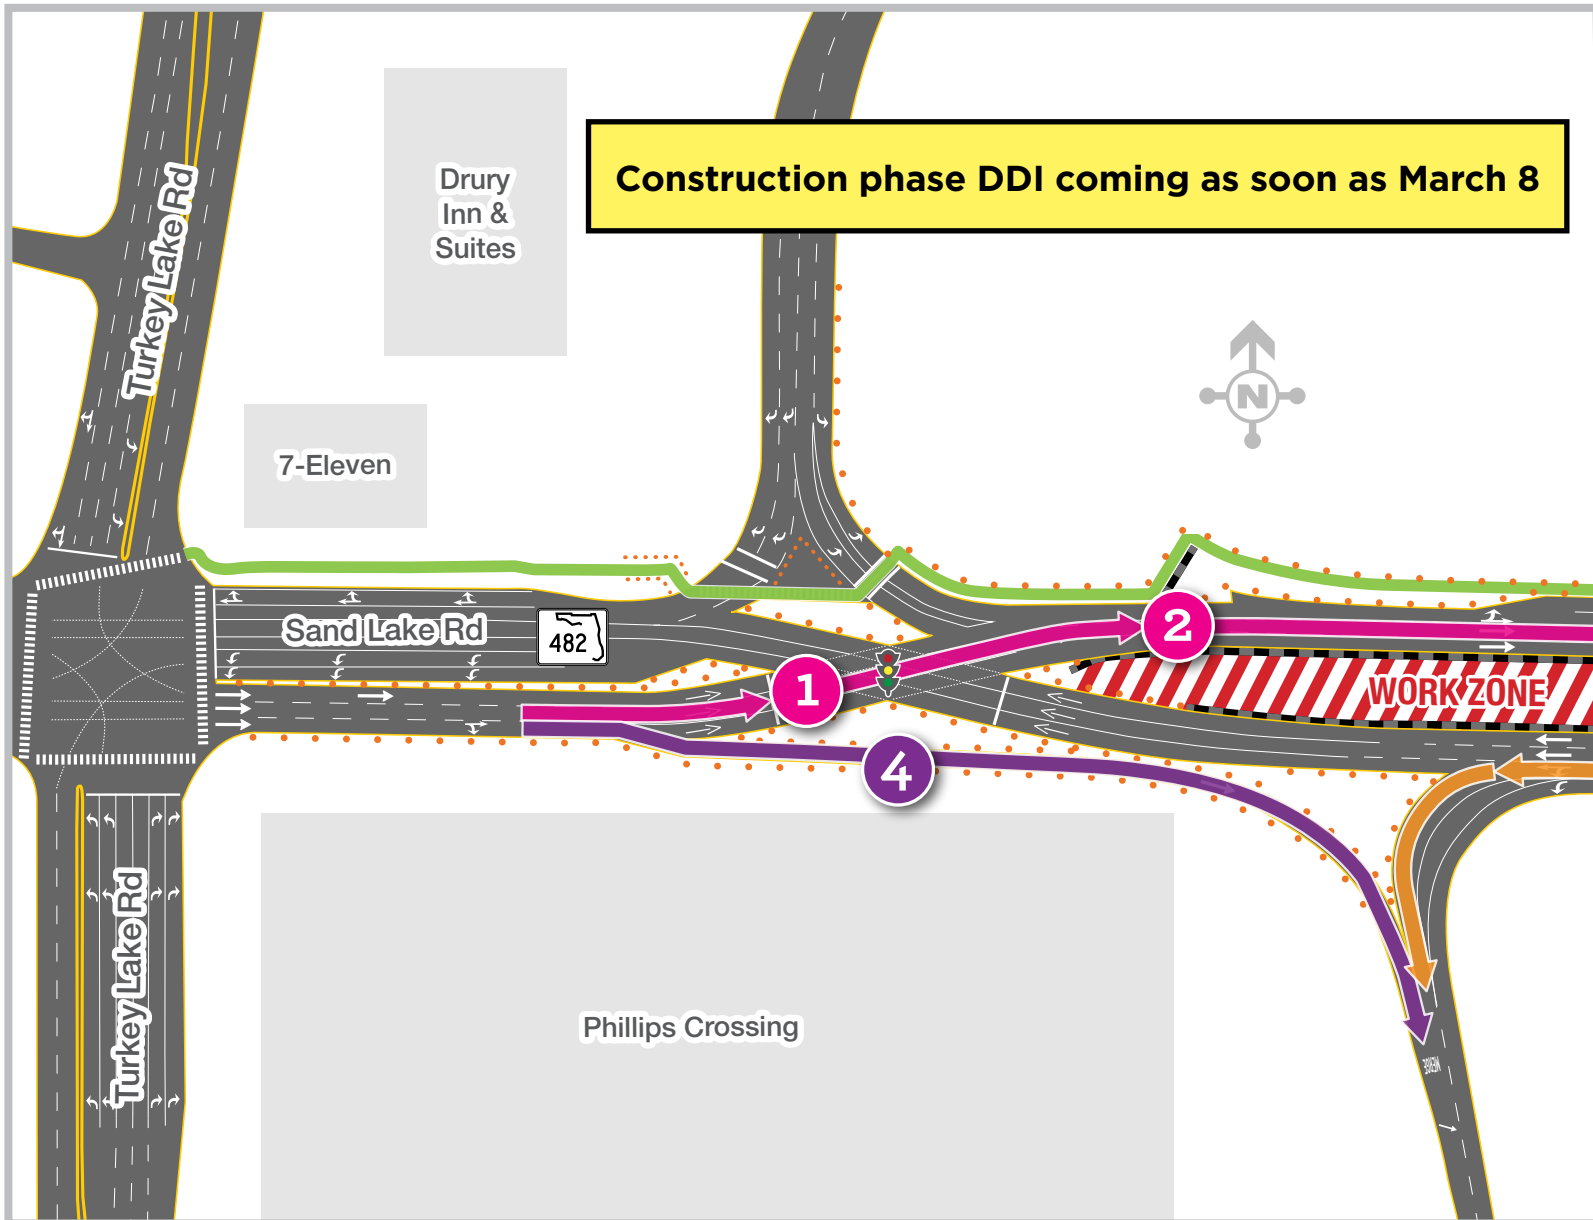 Construction phase DDI coming as soon as March 8
Drury
Inn &
Suites
Turkey Lake Rd
N
7-Eleven
Sand Lake Rd
482
2
1
WORK ZONE
4
Phillips Crossing
Turkey Lake Rd
MERGE